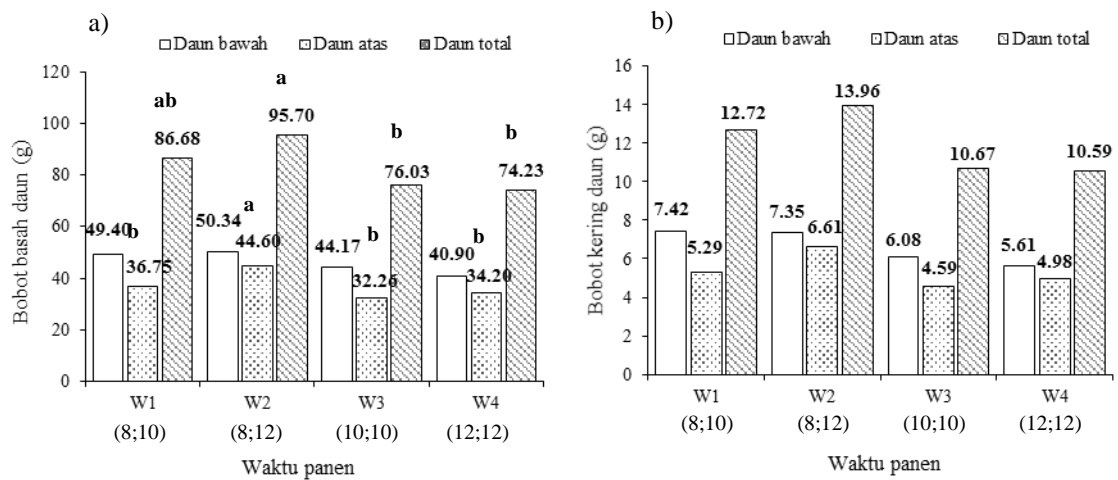 a)
Daun bawah Daun atas Daun total
Bobot basah daun (g)
120
100
80
60
40
20
0
ab
a
b
b
86.68
95.70
76.03
74.23
49.40
b
36.75
50.34
a
44.60
44.17
b
32.26
40.90
b
34.20
W1 W2 W3 W4
(8;10) (8;12) (10;10) (12;12)
Waktu panen
b)
Daun bawah Daun atas Daun total
Bobot kering daun (g)
16
14
12
10
8
6
4
2
0
7.42
5.29
12.72
7.35
6.61
13.96
6.08
4.59
10.67
5.61
4.98
10.59
W1 W2 W3 W4
(8;10) (8;12) (10;10) (12;12)
Waktu panen